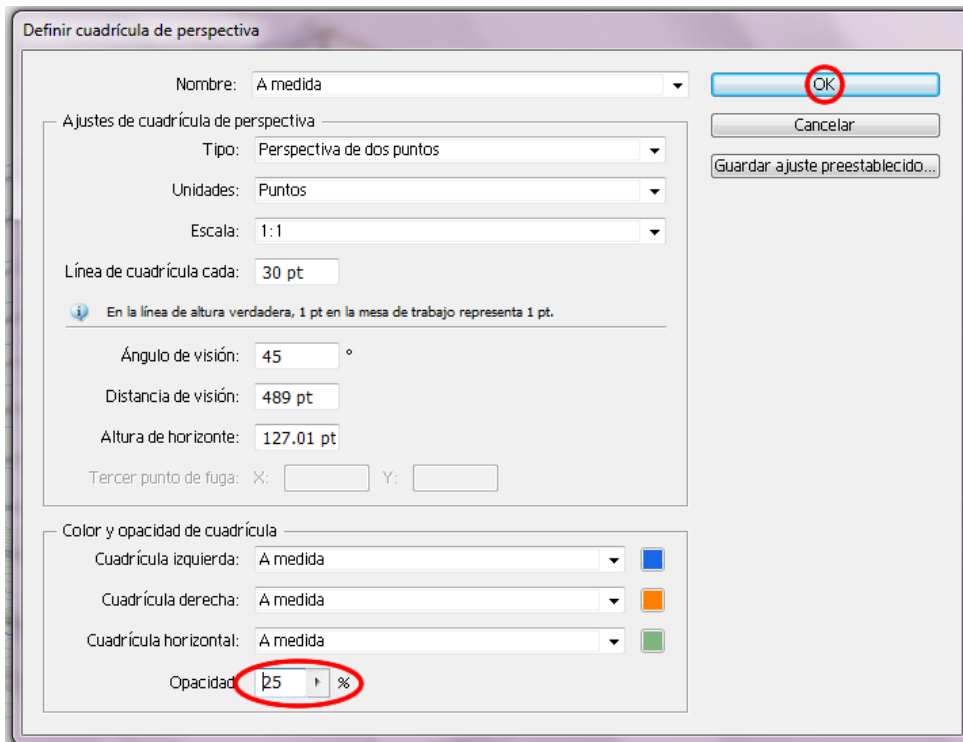 Definir cuadrícula de perspectiva
Nombre: A medida
OK
Ajustes de cuadrícula de perspectiva
Cancelar
Tipo: Perspectiva de dos puntos
Guardar ajuste preestablecido...
Unidades: Puntos
Escala: 1:1
Línea de cuadrícula cada: 30 pt
En la línea de altura verdadera, 1 pt en la mesa de trabajo representa 1 pt.
Ángulo de visión: 45 °
Distancia de visión: 489 pt
Altura de horizonte: 127.01 pt
Tercer punto de fuga: X: Y:
Color y opacidad de cuadrícula
Cuadrícula izquierda: A medida
Cuadrícula derecha: A medida
Cuadrícula horizontal: A medida
Opacidad 25 %